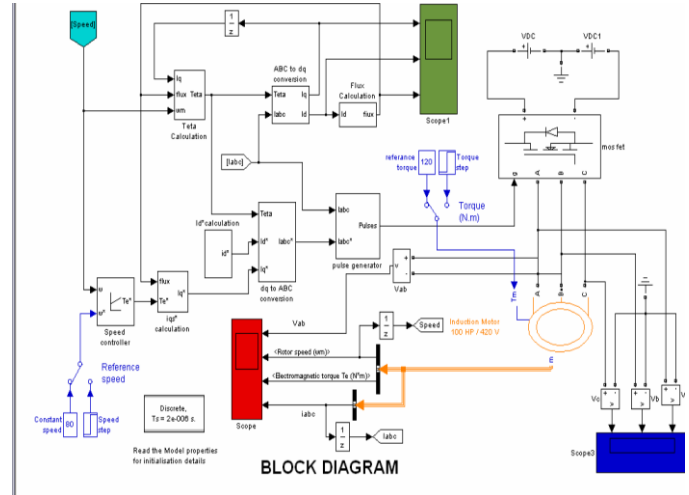 [Speed]
1
z
Iq
flux
wm
Teta
Teta
Calculation
ABC to dq
conversion
Teta
Iq
Iabc
Id
Flux
Calculation
Id
flux
Scope1
VDC
VDC1
+
-
mos fet
g
A
B
C
[Iabc]
referance
torque
120
Torque
step
Torque
(N.m)
Id*calculation
id*
Teta
Id*
Iq*
Iabc*
dq to ABC
conversion
Iabc
Iabc*
Pulses
pulse generator
+
-
v
Vab
flux
Te*
Iq*
iqs*
calculation
w
w*
Te*
Speed
controller
Reference
speed
Constant
speed
80
Speed
step
Discrete,
Ts = 2e-006 s.
Read the Model properties
for initialisation details
Vab
<Rotor speed (wm)>
<Electromagnetic torque Te (N*m)>
iabc
Scope
1
z
Speed
1
z
Iabc
Tm
A
B
C
m
Induction Motor
100 HP / 420 V
Vc
Vb
Scope3
BLOCK DIAGRAM